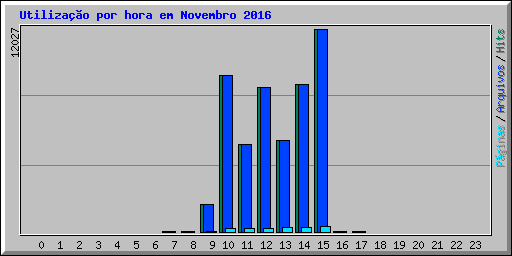 Utilização por hora em Novembro 2016
12027
Páginas / Arquivos / Hits
0 1 2 3 4 5 6 7 8 9 10 11 12 13 14 15 16 17 18 19 20 21 22 23